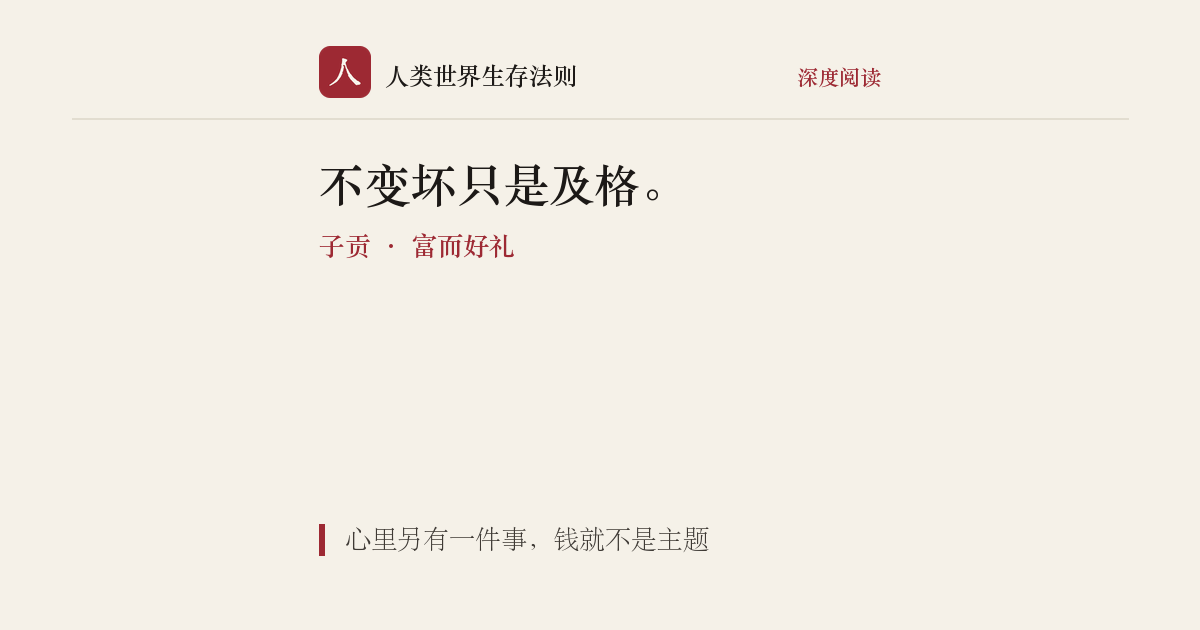 人 人类世界生存法则 深度阅读
不变坏只是及格。
子贡 · 富而好礼
心里另有一件事，钱就不是主题